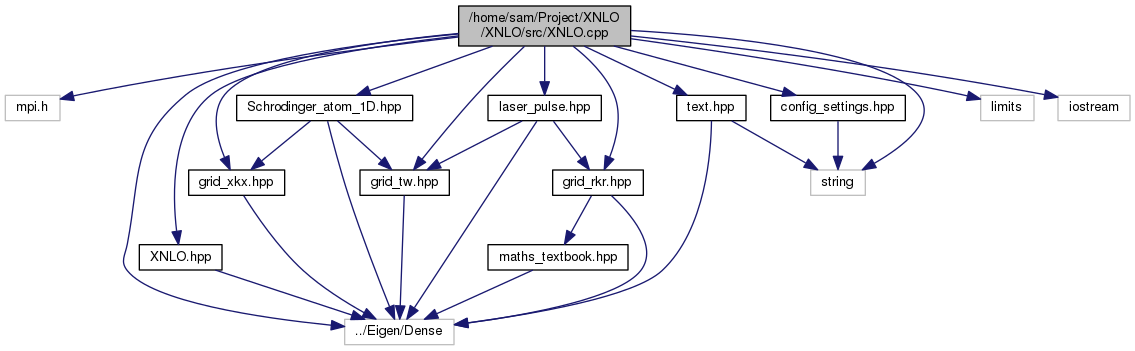 /home/sam/Project/XNLO
/XNLO/src/XNLO.cpp
mpi.h
Schrodinger_atom_1D.hpp
laser_pulse.hpp
text.hpp
config_settings.hpp
limits
iostream
grid_xkx.hpp
grid_tw.hpp
grid_rkr.hpp
string
XNLO.hpp
maths_textbook.hpp
../Eigen/Dense